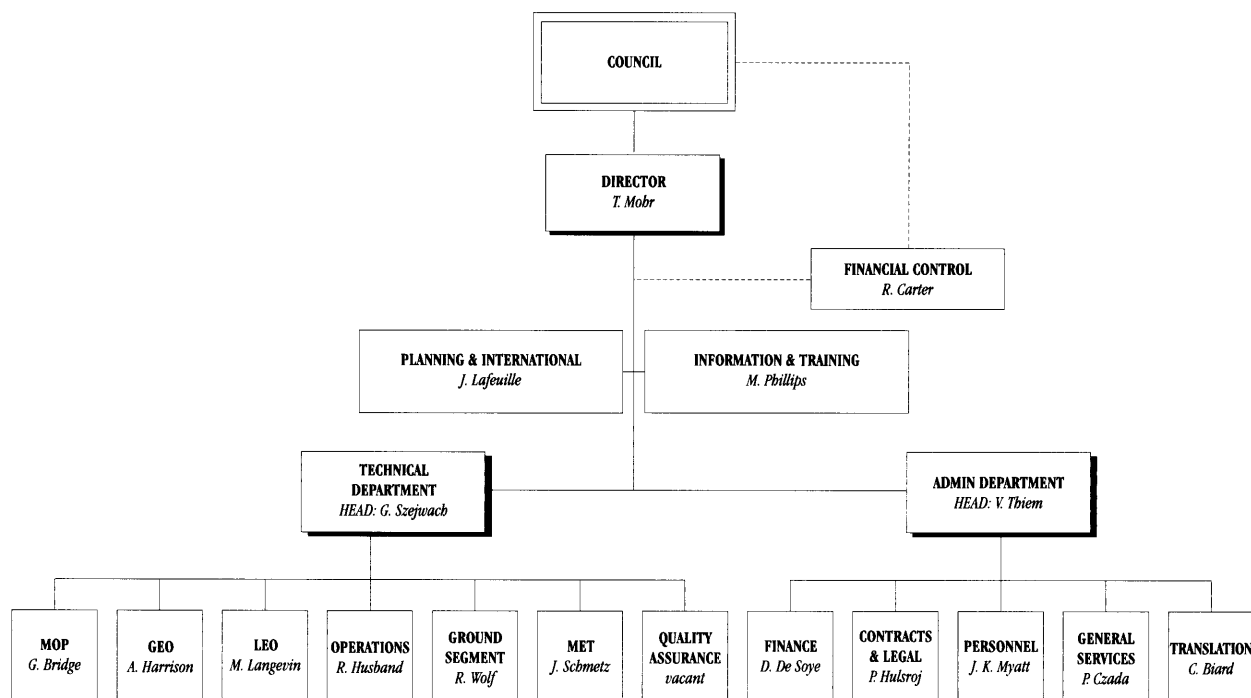 COUNCIL
DIRECTOR
T. Mohr
FINANCIAL CONTROL
R. Carter
PLANNING & INTERNATIONAL
J. Lafeuille
INFORMATION & TRAINING
M. Phillips
TECHNICAL
DEPARTMENT
HEAD: G. Szejwach
ADMIN DEPARTMENT
HEAD: V. Thiem
MOP
G. Bridge
GEO
A. Harrison
LEO
M. Langevin
OPERATIONS
R. Husband
GROUND
SEGMENT
R. Wolf
MET
J. Schmetz
QUALITY
ASSURANCE
vacant
FINANCE
D. De Soye
CONTRACTS
& LEGAL
P. Hulsroj
PERSONNEL
J. K. Myatt
GENERAL
SERVICES
P. Czada
TRANSLATION
C. Biard